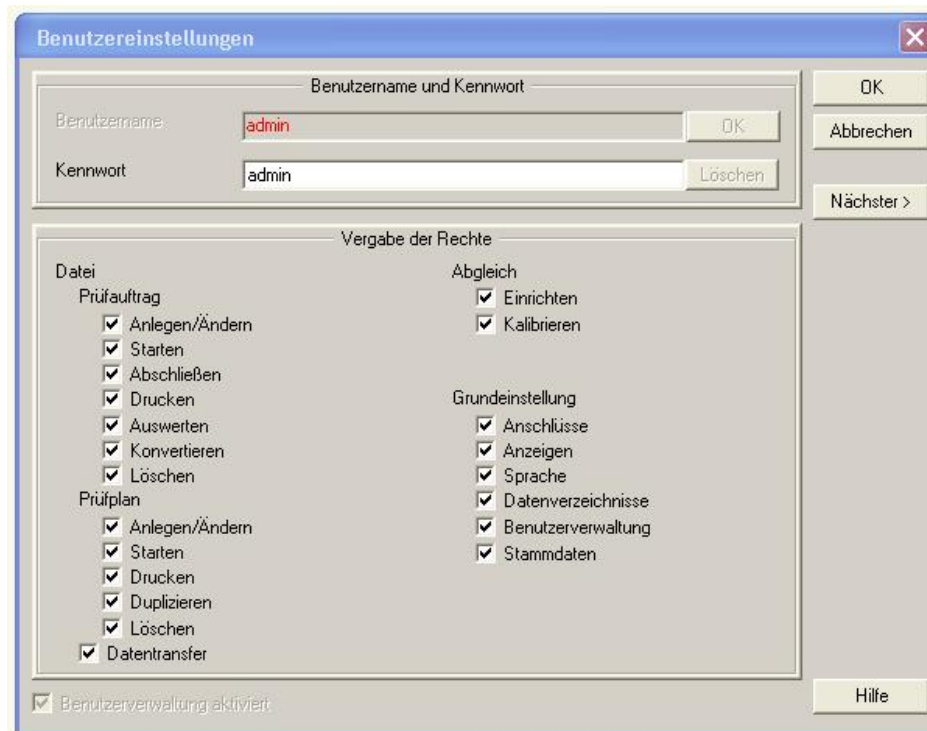 Benutzereinstellungen
Benutzername und Kennwort
Benutzername
admin
OK
Kennwort
admin
Löschen
OK
Abbrechen
Nächster >
Vergabe der Rechte
Datei
Prüfauftrag
Anlegen/Ändern
Starten
Abschließen
Drucken
Auswerten
Konvertieren
Löschen
Prüfplan
Anlegen/Ändern
Starten
Drucken
Duplizieren
Löschen
Datentransfer
Abgleich
Einrichten
Kalibrieren
Grundeinstellung
Anschlüsse
Anzeigen
Sprache
Datenverzeichnisse
Benutzerverwaltung
Stammdaten
Benutzerverwaltung aktiviert
Hilfe